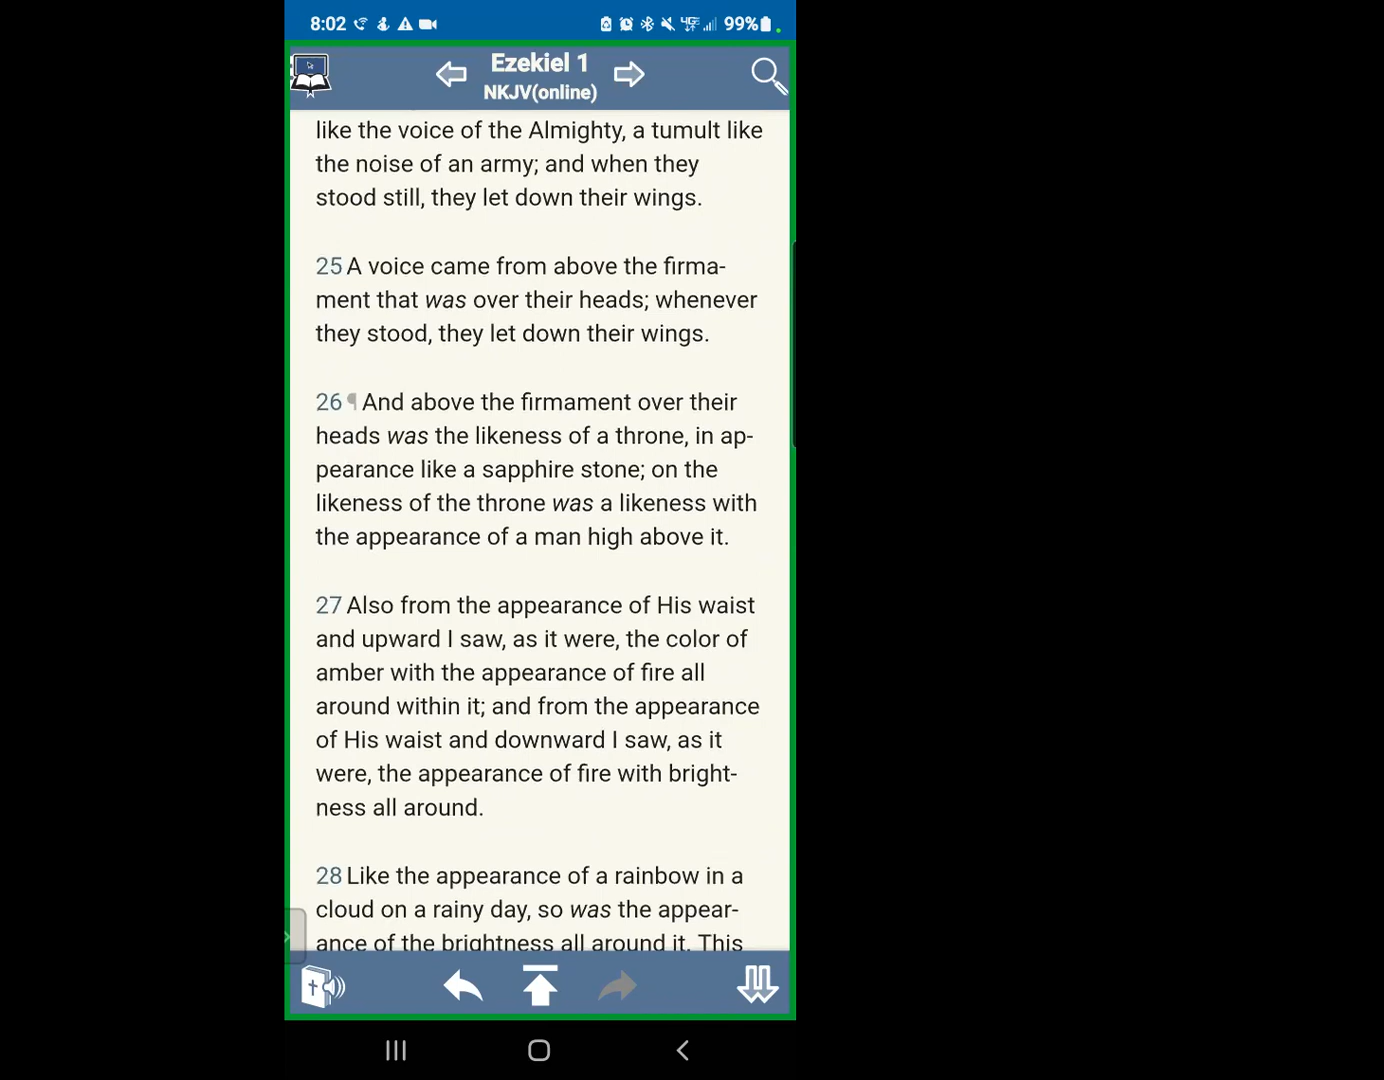 8:02
99%
Ezekiel 1
NKJV(online)
like the voice of the Almighty, a tumult like
the noise of an army; and when they
stood still, they let down their wings.
25 A voice came from above the firma-
ment that was over their heads; whenever
they stood, they let down their wings.
26 ¶ And above the firmament over their
heads was the likeness of a throne, in ap-
pearance like a sapphire stone; on the
likeness of the throne was a likeness with
the appearance of a man high above it.
27 Also from the appearance of His waist
and upward I saw, as it were, the color of
amber with the appearance of fire all
around within it; and from the appearance
of His waist and downward I saw, as it
were, the appearance of fire with bright-
ness all around.
28 Like the appearance of a rainbow in a
cloud on a rainy day, so was the appear-
ance of the brightness all around it. This